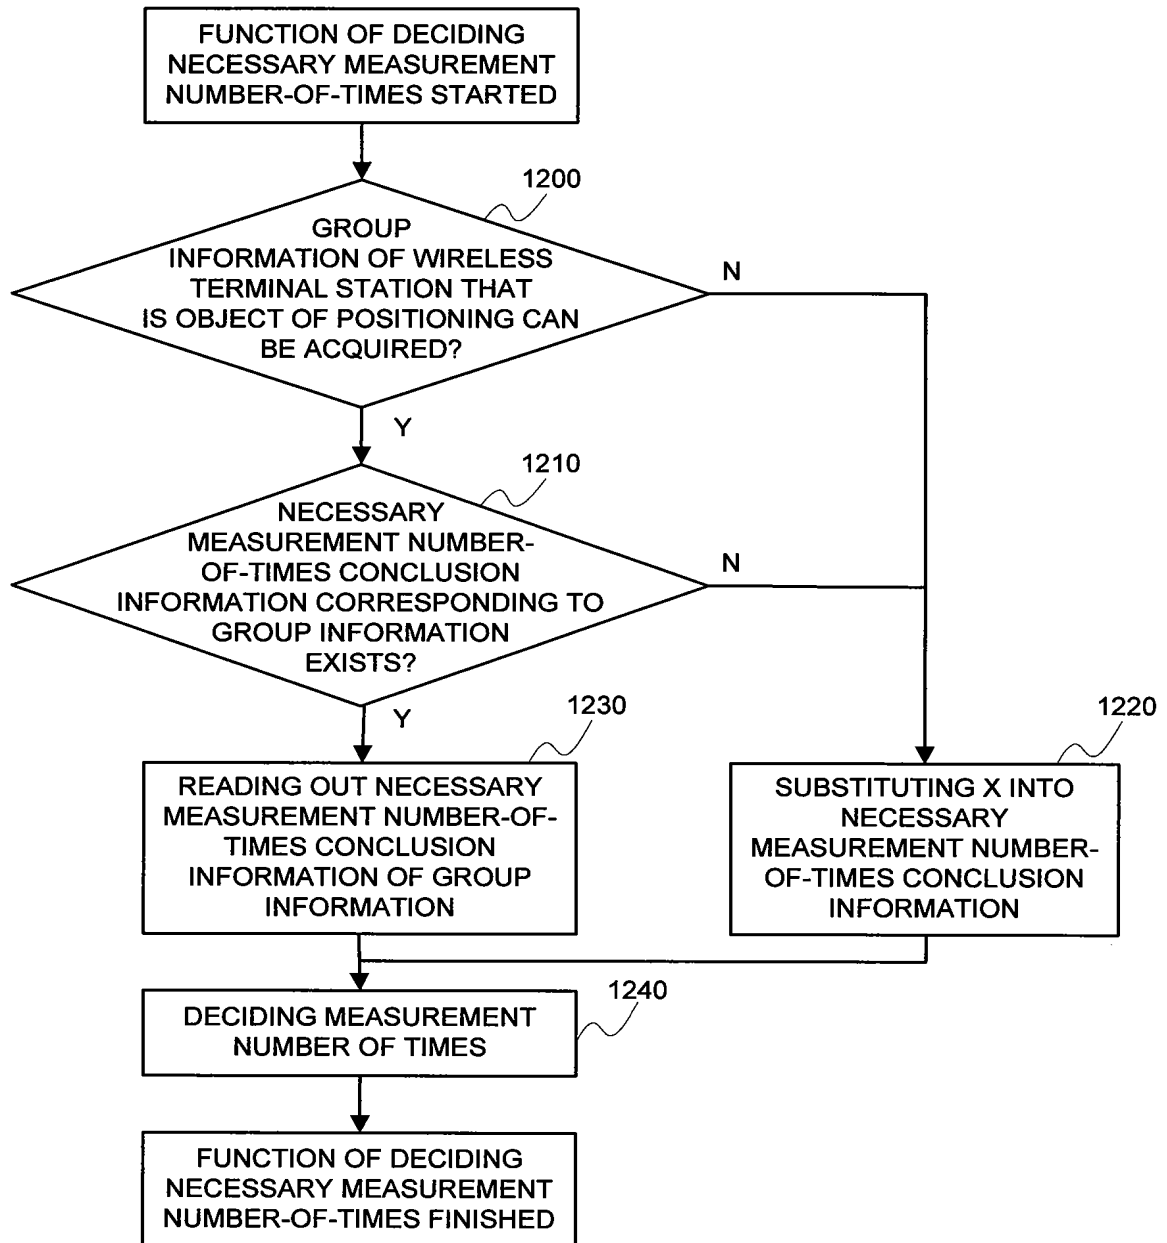 FUNCTION OF DECIDING
NECESSARY MEASUREMENT
NUMBER-OF-TIMES STARTED
1200
GROUP
INFORMATION OF WIRELESS
TERMINAL STATION THAT
IS OBJECT OF POSITIONING CAN
BE ACQUIRED?
N
Y
1210
NECESSARY
MEASUREMENT NUMBER-
OF-TIMES CONCLUSION
INFORMATION CORRESPONDING TO
GROUP INFORMATION
EXISTS?
N
Y
1230
READING OUT NECESSARY
MEASUREMENT NUMBER-OF-
TIMES CONCLUSION
INFORMATION OF GROUP
INFORMATION
1220
SUBSTITUTING X INTO
NECESSARY
MEASUREMENT NUMBER-
OF-TIMES CONCLUSION
INFORMATION
1240
DECIDING MEASUREMENT
NUMBER OF TIMES
FUNCTION OF DECIDING
NECESSARY MEASUREMENT
NUMBER-OF-TIMES FINISHED